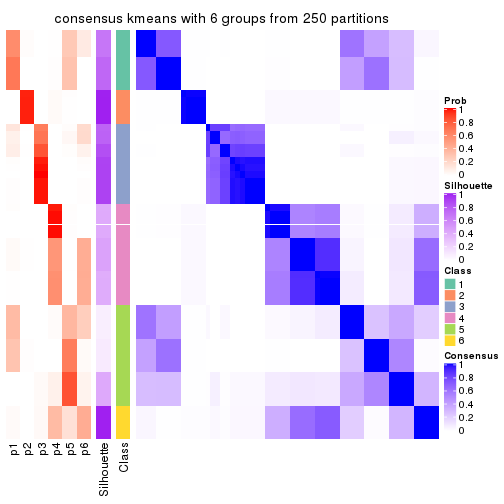 consensus kmeans with 6 groups from 250 partitions
Prob
1
0.8
0.6
0.4
0.2
0
Silhouette
1
0.8
0.6
0.4
0.2
0
Class
1
2
3
4
5
6
Consensus
1
0.8
0.6
0.4
0.2
0
p1
p2
p3
p4
p5
p6
Silhouette
Class